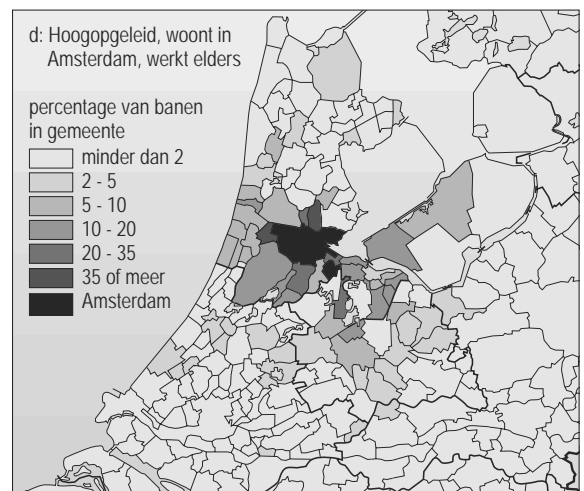 d: Hoogopgeleid, woont in
Amsterdam, werkt elders
percentage van banen
in gemeente
minder dan 2
2 - 5
5 - 10
10 - 20
20 - 35
35 of meer
Amsterdam